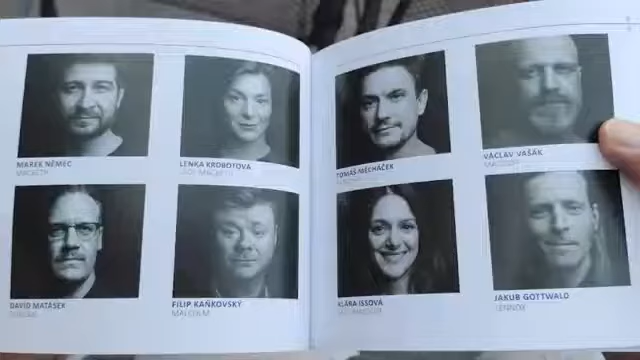 MAREK NĚMEC
MACBETH
LENKA KROBOTOVÁ
LADY MACBETH
DAVID MATÁSEK
FILIP KAŇKOVSKÝ
MALCOLM
TOMÁŠ MĚCHÁČEK
VÁCLAV VAŠÁK
KLÁRA ISSOVÁ
JAKUB GOTTWALD
LENNOX